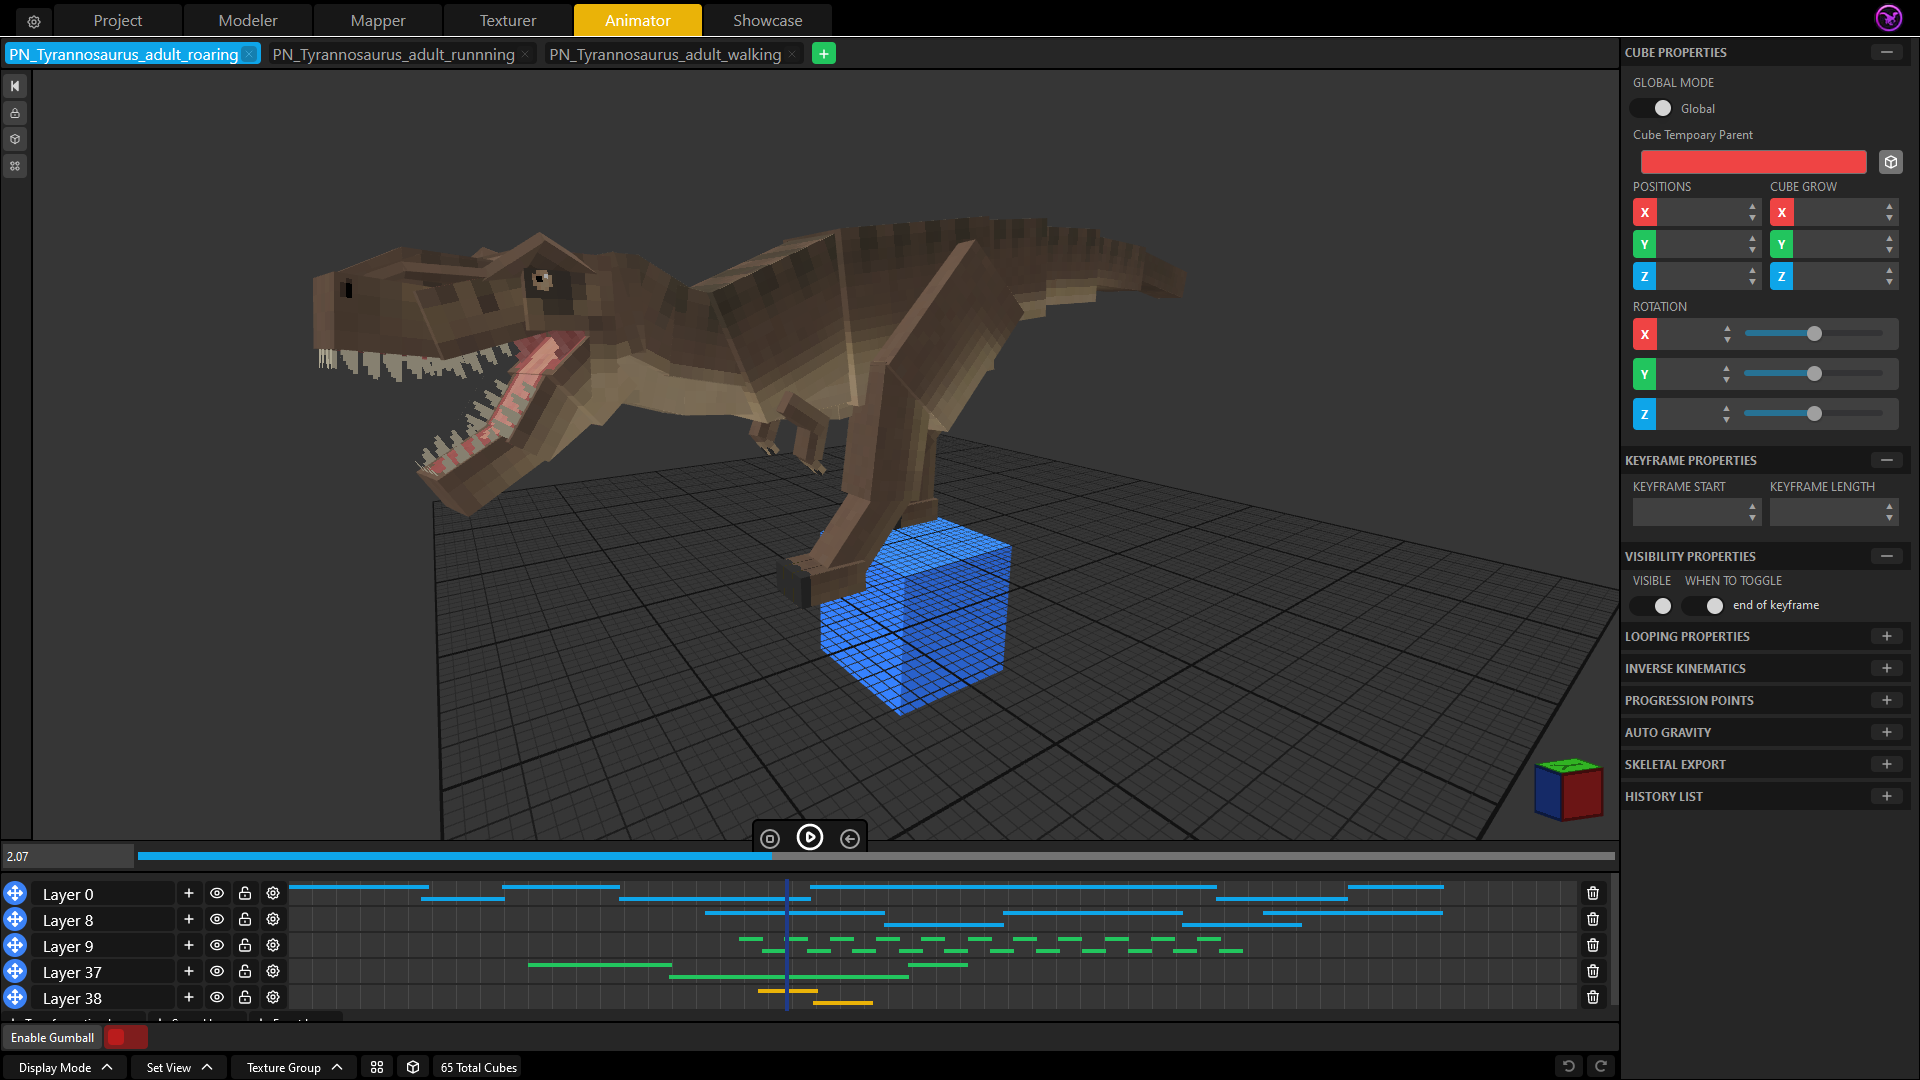 Project Modeler Mapper Texturer Animator Showcase
PN_Tyrannosaurus_adult_roaring PN_Tyrannosaurus_adult_runnning PN_Tyrannosaurus_adult_walking
CUBE PROPERTIES
GLOBAL MODE
Global
Cube Tempoary Parent
POSITIONS CUBE GROW
X X
Y Y
Z Z
ROTATION
X
Y
Z
KEYFRAME PROPERTIES
KEYFRAME START KEYFRAME LENGTH
VISIBILITY PROPERTIES
VISIBLE WHEN TO TOGGLE
end of keyframe
LOOPING PROPERTIES
INVERSE KINEMATICS
PROGRESSION POINTS
AUTO GRAVITY
SKELETAL EXPORT
HISTORY LIST
2.07
Layer 0
Layer 8
Layer 9
Layer 37
Layer 38
Enable Gumball
Display Mode Set View Texture Group 65 Total Cubes